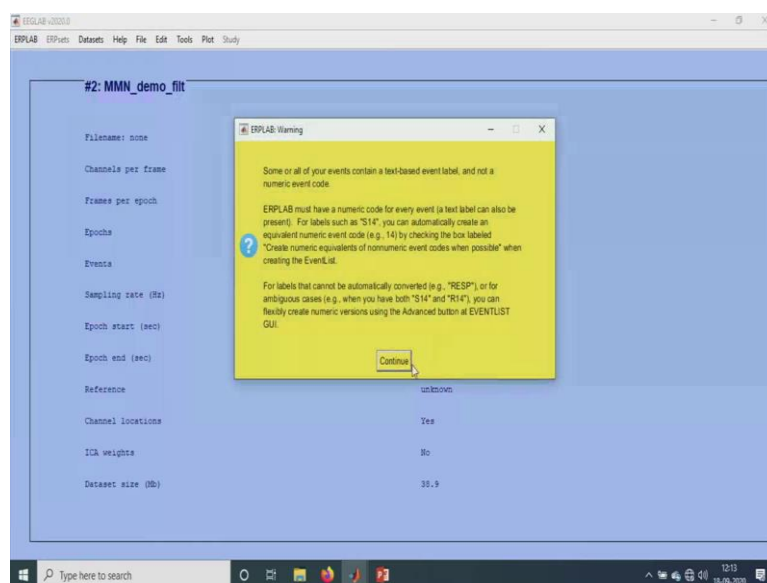 EEGLAB v2020.0
ERPLAB ERPsets Datasets Help File Edit Tools Plot Study
#2: MMN_demo_filt
Filename: none
Channels per frame
Frames per epoch
Epochs
Events
Sampling rate (Hz)
Epoch start (sec)
Epoch end (sec)
Reference unknown
Channel locations Yes
ICA weights No
Dataset size (Mb) 38.9
ERPLAB: Warning
Some or all of your events contain a text-based event label, and not a
numeric event code.
ERPLAB must have a numeric code for every event (a text label can also be
present). For labels such as "S14", you can automatically create an
equivalent numeric event code (e.g., 14) by checking the box labeled
"Create numeric equivalents of nonnumeric event codes when possible" when
creating the EventList.
For labels that cannot be automatically converted (e.g., "RESP"), or for
ambiguous cases (e.g., when you have both "S14" and "R14"), you can
flexibly create numeric versions using the Advanced button at EVENTLIST
GUI.
Continue
Type here to search
12:13
18-09-2020